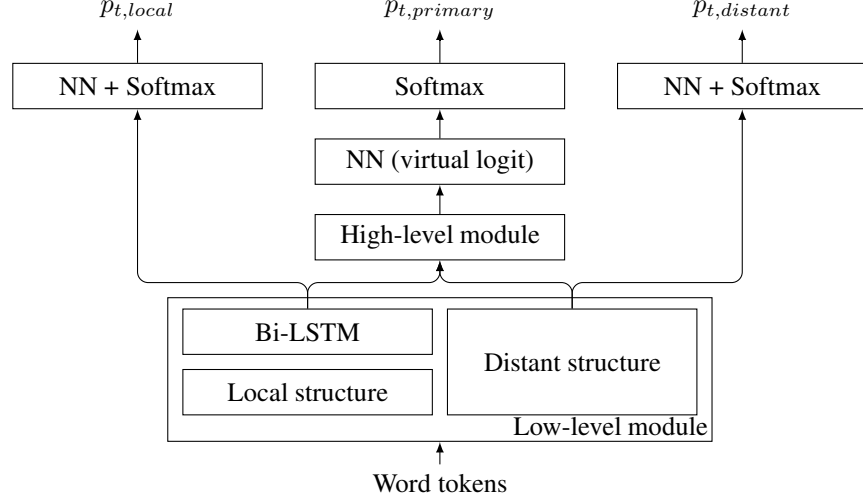 p_{t,local} p_{t,primary} p_{t,distant}
NN + Softmax Softmax NN + Softmax
NN (virtual logit)
High-level module
Bi-LSTM
Distant structure
Local structure
Low-level module
Word tokens